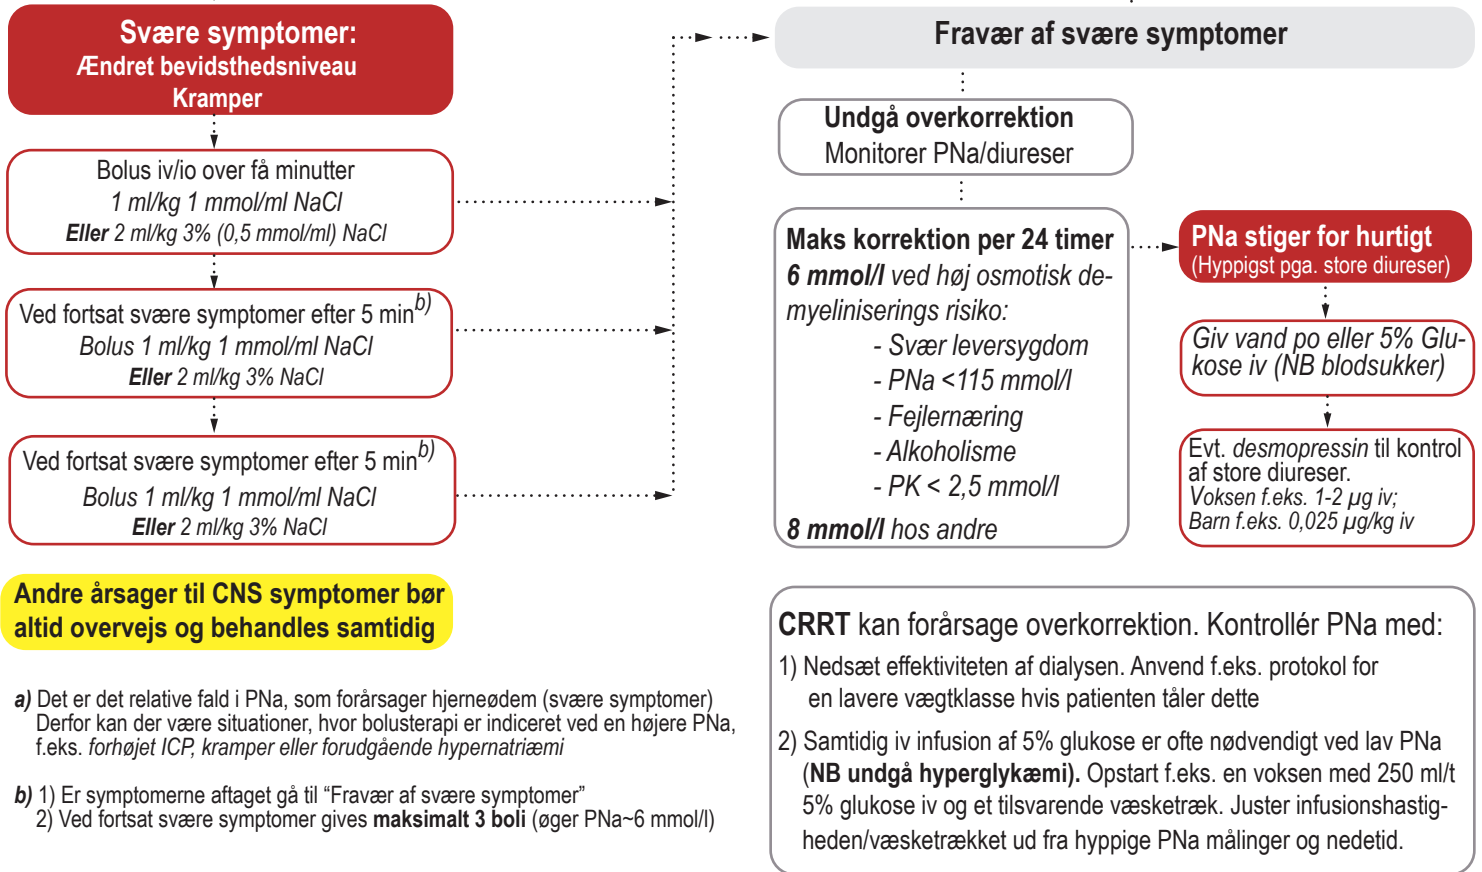 Svære symptomer:
Ændret bevidsthedsniveau
Kramper
Bolus iv/io over få minutter
1 ml/kg 1 mmol/ml NaCl
Eller 2 ml/kg 3% (0,5 mmol/ml) NaCl
Ved fortsat svære symptomer efter 5 min b)
Bolus 1 ml/kg 1 mmol/ml NaCl
Eller 2 ml/kg 3% NaCl
Ved fortsat svære symptomer efter 5 min b)
Bolus 1 ml/kg 1 mmol/ml NaCl
Eller 2 ml/kg 3% NaCl
Andre årsager til CNS symptomer bør
altid overvejs og behandles samtidig
a) Det er det relative fald i PNa, som forårsager hjerneødem (svære symptomer)
Derfor kan der være situationer, hvor bolusterapi er indiceret ved en højere PNa,
f.eks. forhøjet ICP, kramper eller forudgående hypernatriæmi
b) 1) Er symptomerne aftaget gå til “Fravær af svære symptomer”
2) Ved fortsat svære symptomer gives maksimalt 3 boli (øger PNa~6 mmol/l)
Fravær af svære symptomer
Undgå overkorrektion
Monitorer PNa/diureser
Maks korrektion per 24 timer
6 mmol/l ved høj osmotisk de-
myeliniserings risiko:
- Svær leversygdom
- PNa <115 mmol/l
- Fejlernæring
- Alkoholisme
- PK < 2,5 mmol/l
8 mmol/l hos andre
PNa stiger for hurtigt
(Hyppigst pga. store diureser)
Giv vand po eller 5% Glu-
kose iv (NB blodsukker)
Evt. desmopressin til kontrol
af store diureser.
Voksen f.eks. 1-2 µg iv;
Barn f.eks. 0,025 µg/kg iv
CRRT kan forårsage overkorrektion. Kontrollér PNa med:
1) Nedsæt effektiviteten af dialysen. Anvend f.eks. protokol for
en lavere vægtklasse hvis patienten tåler dette
2) Samtidig iv infusion af 5% glukose er ofte nødvendigt ved lav PNa
(NB undgå hyperglykæmi). Opstart f.eks. en voksen med 250 ml/t
5% glukose iv og et tilsvarende væsketræk. Juster infusionshastig-
heden/væsketrækket ud fra hyppige PNa målinger og nedetid.